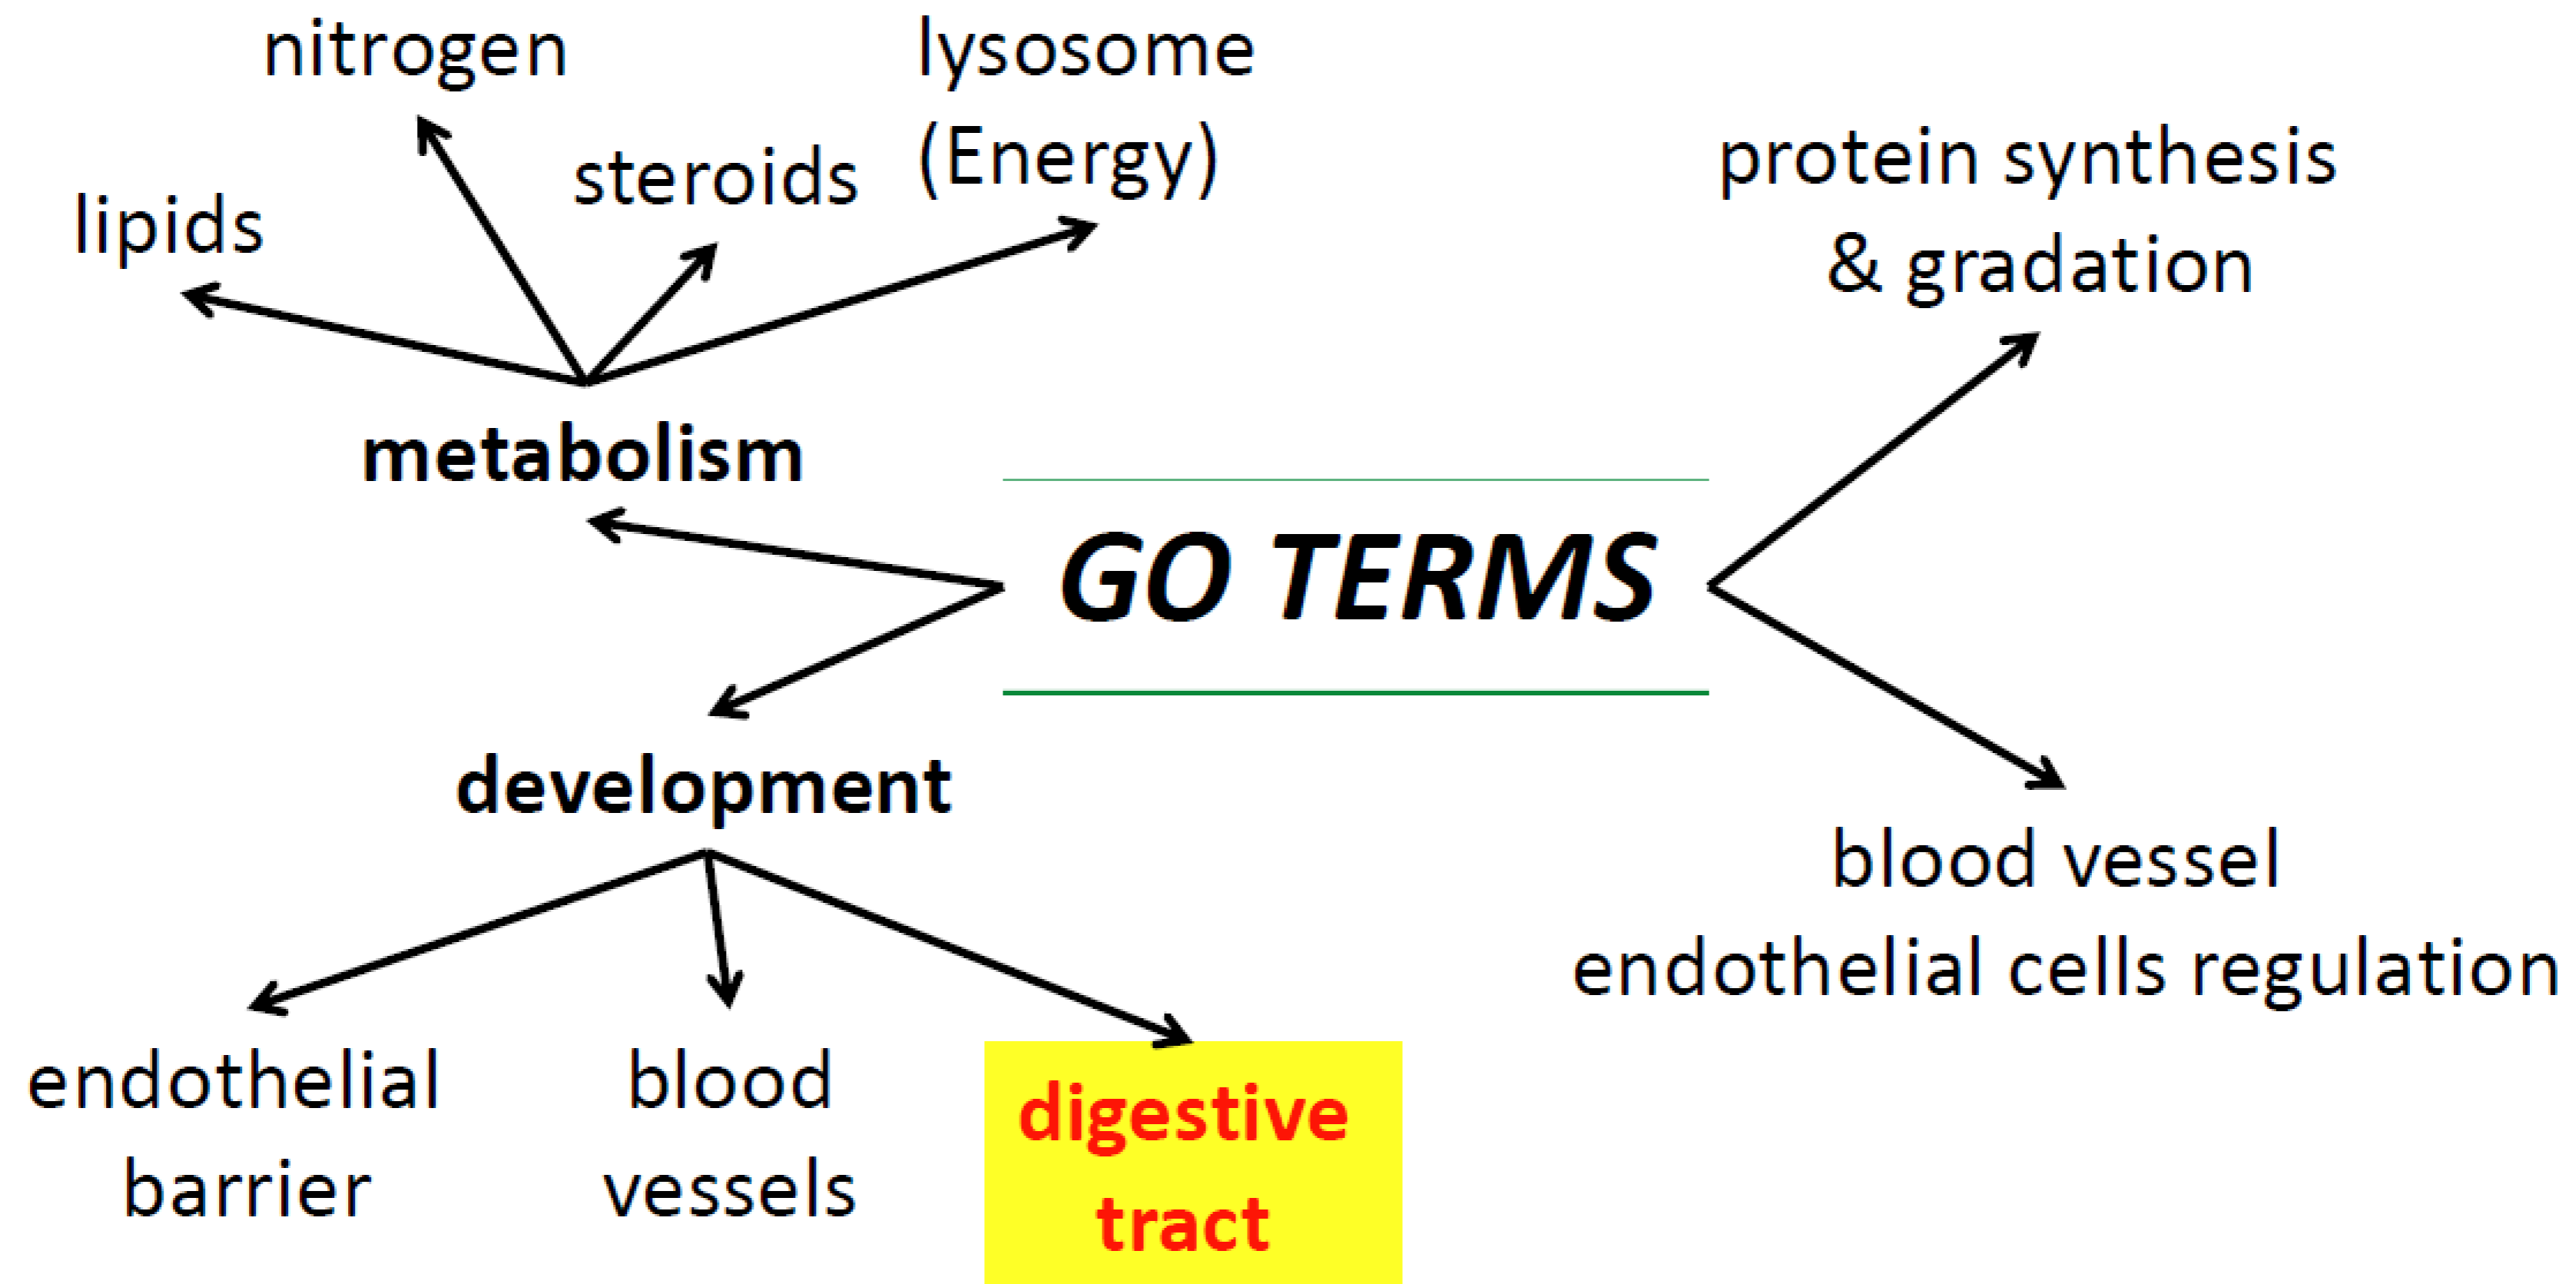 nitrogen
lysosome
(Energy)
steroids
lipids
protein synthesis
& gradation
metabolism
GO TERMS
development
blood vessel
endothelial cells regulation
endothelial
barrier
blood
vessels
digestive
tract